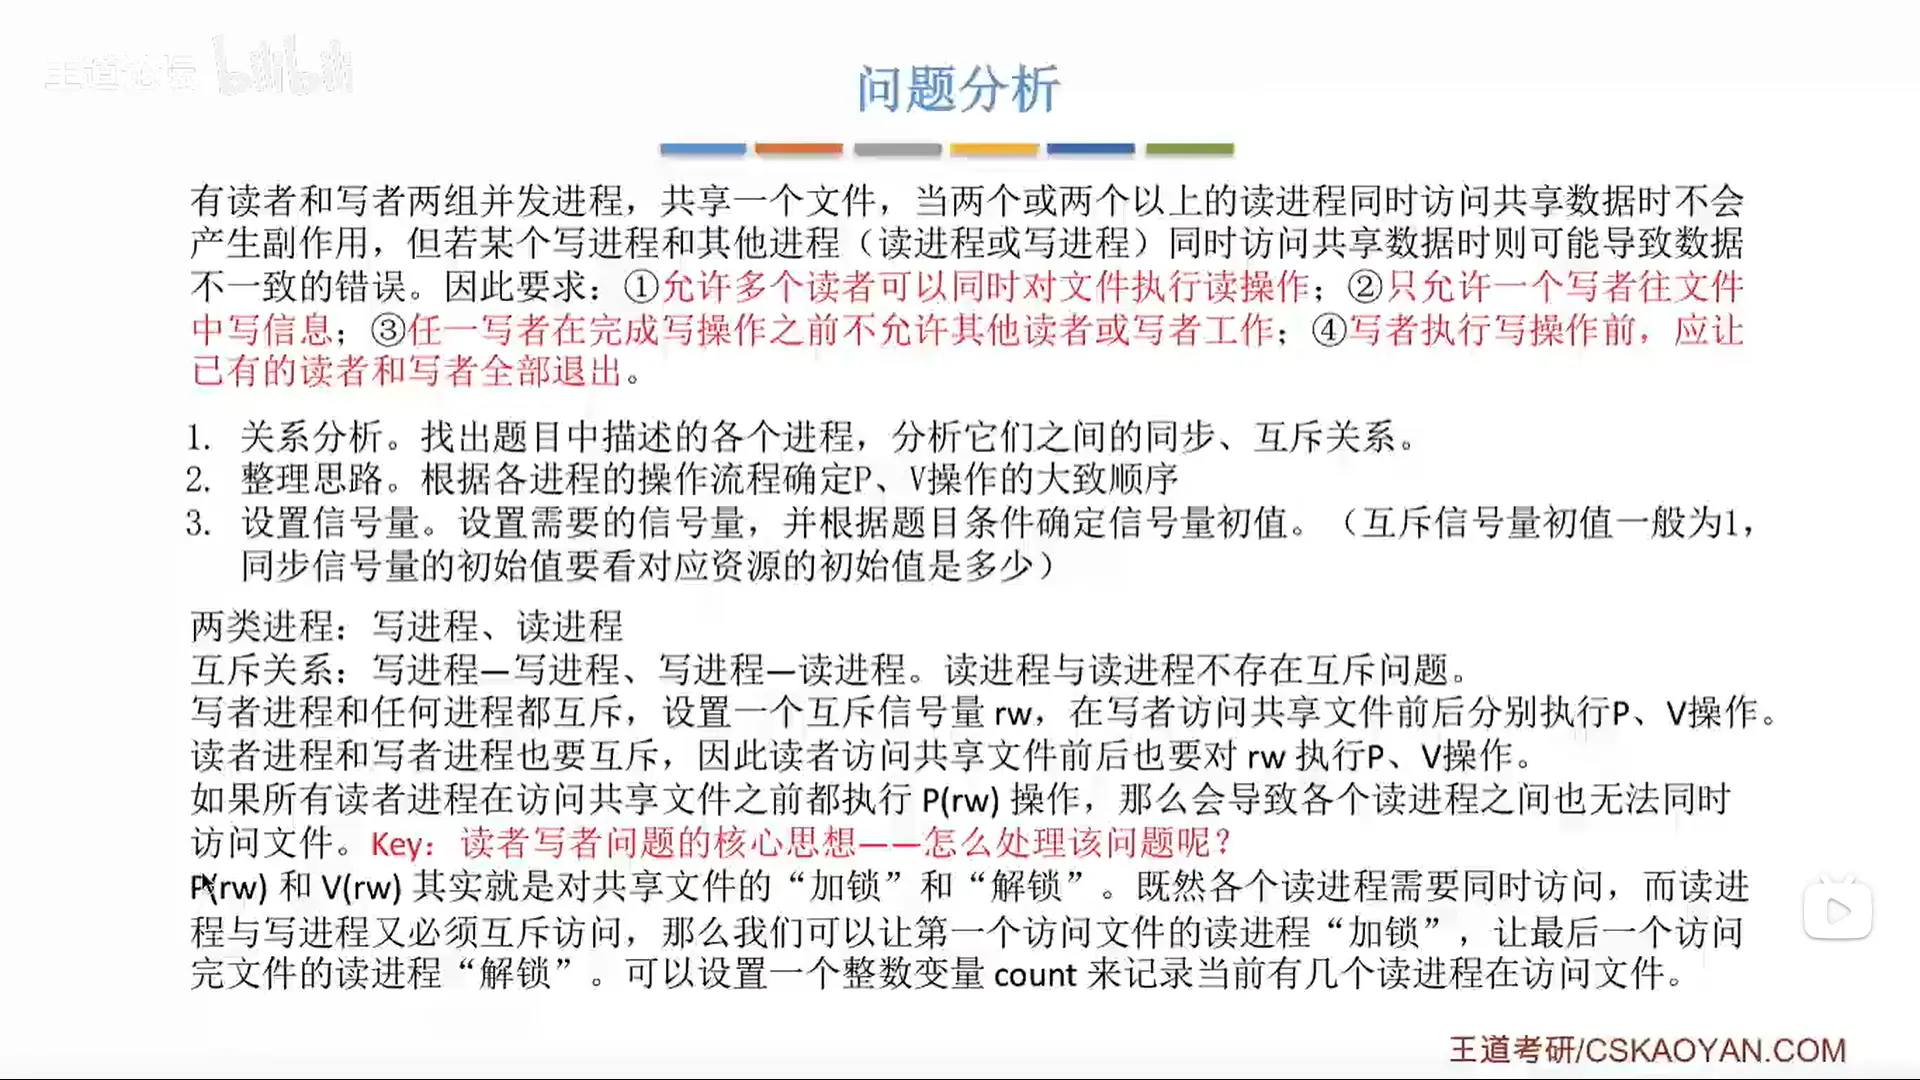 王道论坛 bilibili
问题分析
有读者和写者两组并发进程，共享一个文件，当两个或两个以上的读进程同时访问共享数据时不会
产生副作用，但若某个写进程和其他进程（读进程或写进程）同时访问共享数据时则可能导致数据
不一致的错误。因此要求：①允许多个读者可以同时对文件执行读操作；②只允许一个写者往文件
中写信息；③任一写者在完成写操作之前不允许其他读者或写者工作；④写者执行写操作前，应让
已有的读者和写者全部退出。
1. 关系分析。找出题目中描述的各个进程，分析它们之间的同步、互斥关系。
2. 整理思路。根据各进程的操作流程确定P、V操作的大致顺序
3. 设置信号量。设置需要的信号量，并根据题目条件确定信号量初值。（互斥信号量初值一般为1，
同步信号量的初始值要看对应资源的初始值是多少）
两类进程：写进程、读进程
互斥关系：写进程—写进程、写进程—读进程。读进程与读进程不存在互斥问题。
写者进程和任何进程都互斥，设置一个互斥信号量 rw，在写者访问共享文件前后分别执行P、V操作。
读者进程和写者进程也要互斥，因此读者访问共享文件前后也要对 rw 执行P、V操作。
如果所有读者进程在访问共享文件之前都执行 P(rw) 操作，那么会导致各个读进程之间也无法同时
访问文件。Key：读者写者问题的核心思想——怎么处理该问题呢？
P(rw) 和 V(rw) 其实就是对共享文件的“加锁”和“解锁”。既然各个读进程需要同时访问，而读进
程与写进程又必须互斥访问，那么我们可以让第一个访问文件的读进程“加锁”，让最后一个访问
完文件的读进程“解锁”。可以设置一个整数变量 count 来记录当前有几个读进程在访问文件。
王道考研/CSKAOYAN.COM